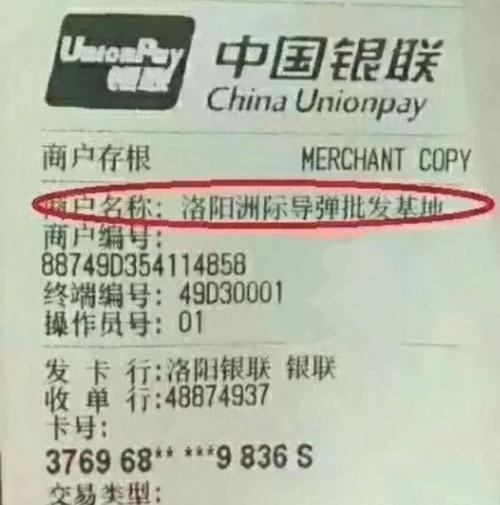 UnionPay 中国银联
银联 China Unionpay
商户存根 MERCHANT COPY
商户名称: 洛阳洲际导弹批发基地
商户编号:
88749D354114858
终端编号: 49D30001
操作员号: 01
发 卡 行:洛阳银联 银联
收 单 行:48874937
卡号:
3769 68** ***9 836 S
交易类型: